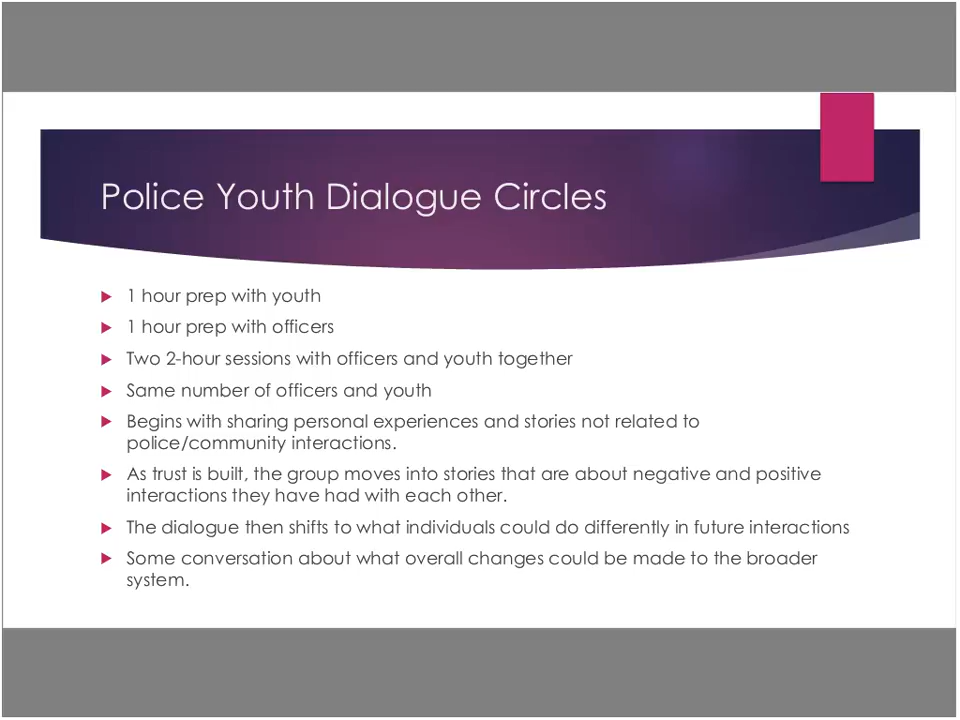 Police Youth Dialogue Circles
1 hour prep with youth
1 hour prep with officers
Two 2-hour sessions with officers and youth together
Same number of officers and youth
Begins with sharing personal experiences and stories not related to
police/community interactions.
As trust is built, the group moves into stories that are about negative and positive
interactions they have had with each other.
The dialogue then shifts to what individuals could do differently in future interactions
Some conversation about what overall changes could be made to the broader
system.